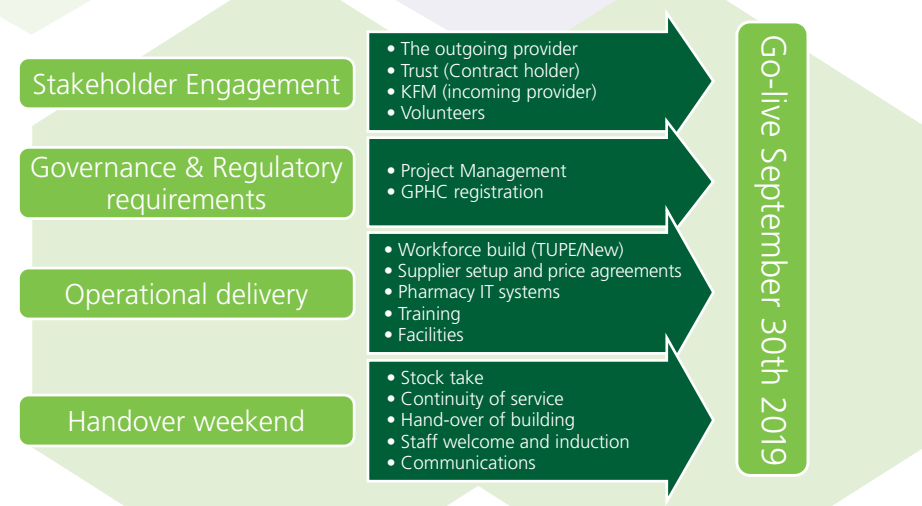 Stakeholder Engagement
• The outgoing provider
• Trust (Contract holder)
• KFM (incoming provider)
• Volunteers
Governance & Regulatory
requirements
• Project Management
• GPHC registration
Operational delivery
• Workforce build (TUPE/New)
• Supplier setup and price agreements
• Pharmacy IT systems
• Training
• Facilities
Handover weekend
• Stock take
• Continuity of service
• Hand-over of building
• Staff welcome and induction
• Communications
Go-live September 30th 2019